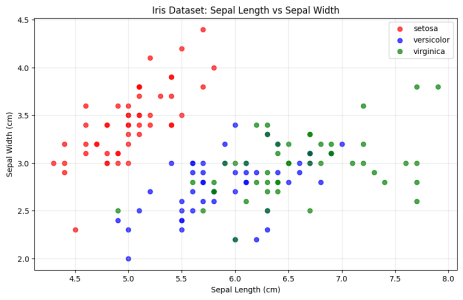 Iris Dataset: Sepal Length vs Sepal Width
4.5
4.0
3.5
3.0
2.5
2.0
Sepal Width (cm)
setosa
versicolor
virginica
4.5 5.0 5.5 6.0 6.5 7.0 7.5 8.0
Sepal Length (cm)